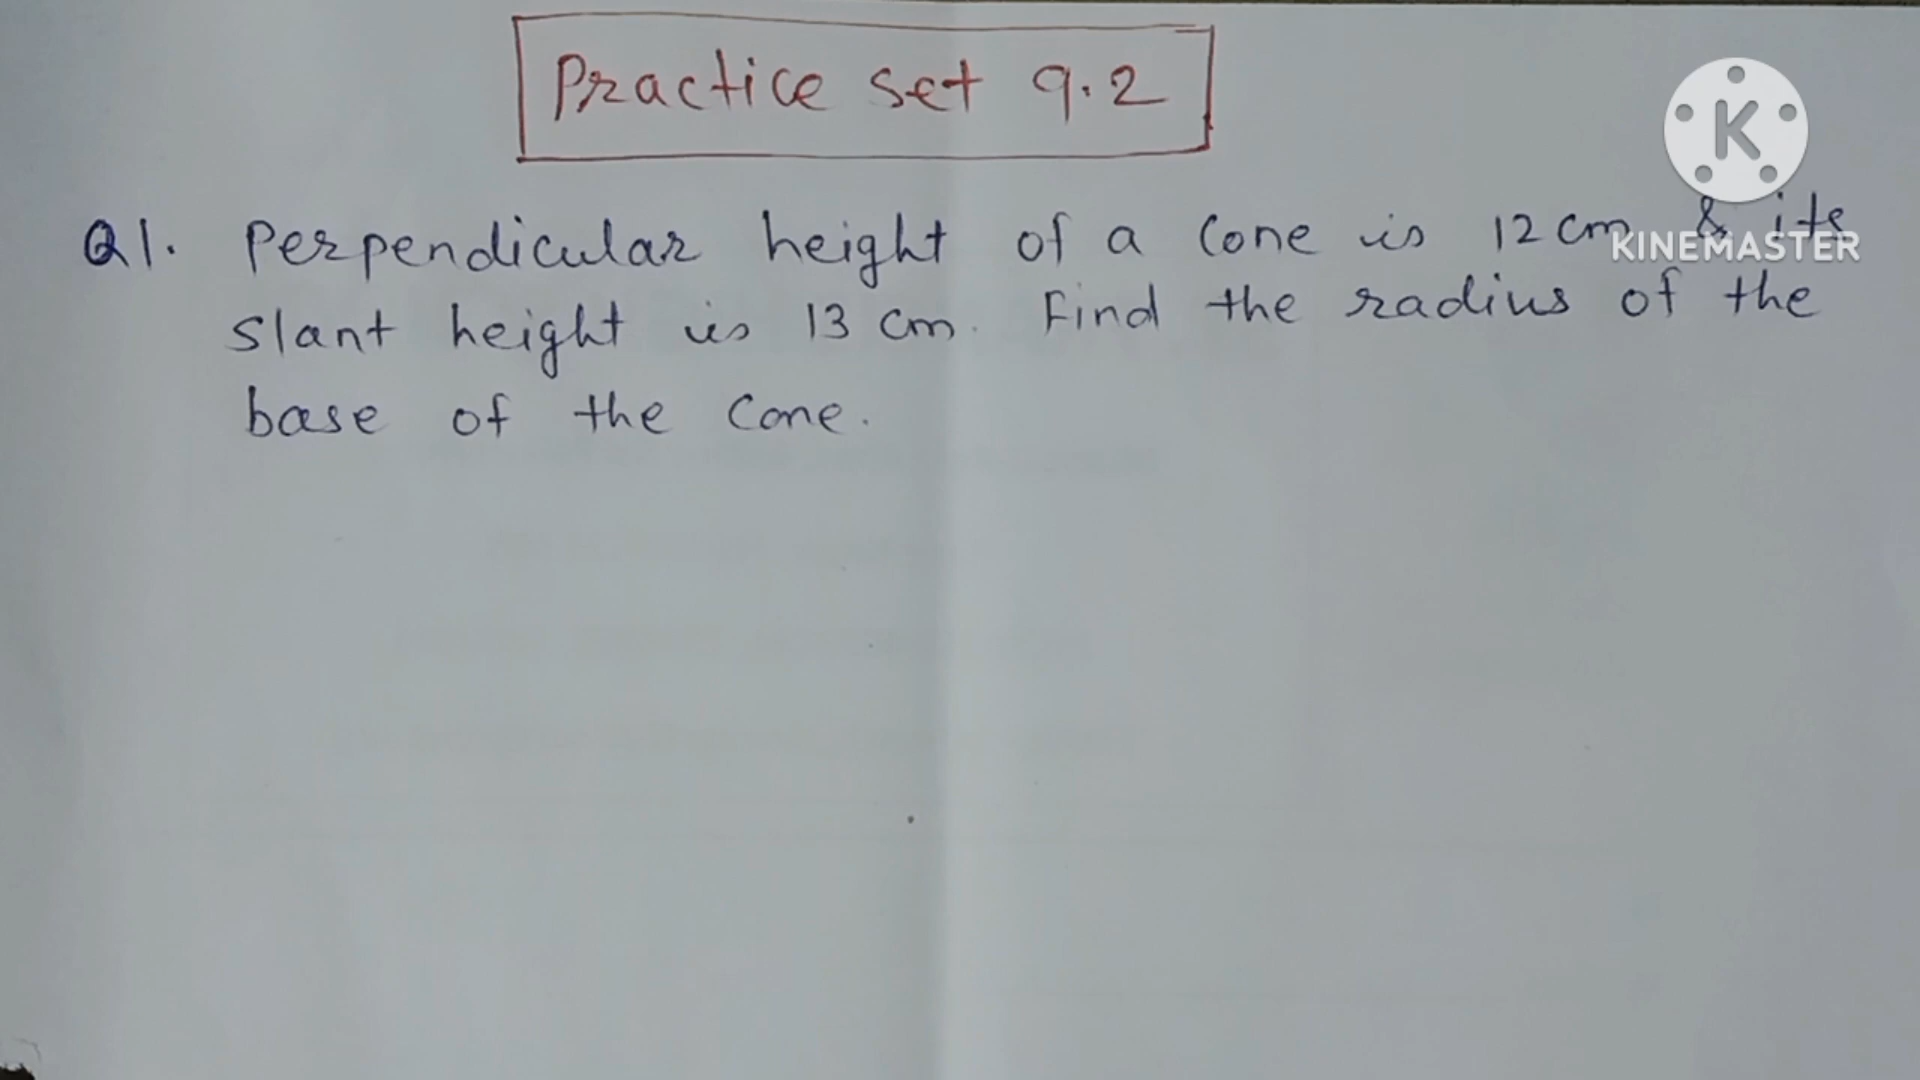 Practice set 9.2
K
KINEMASTER
Q1. Perpendicular height of a Cone is 12 cm & its
slant height is 13 cm. Find the radius of the
base of the Cone.